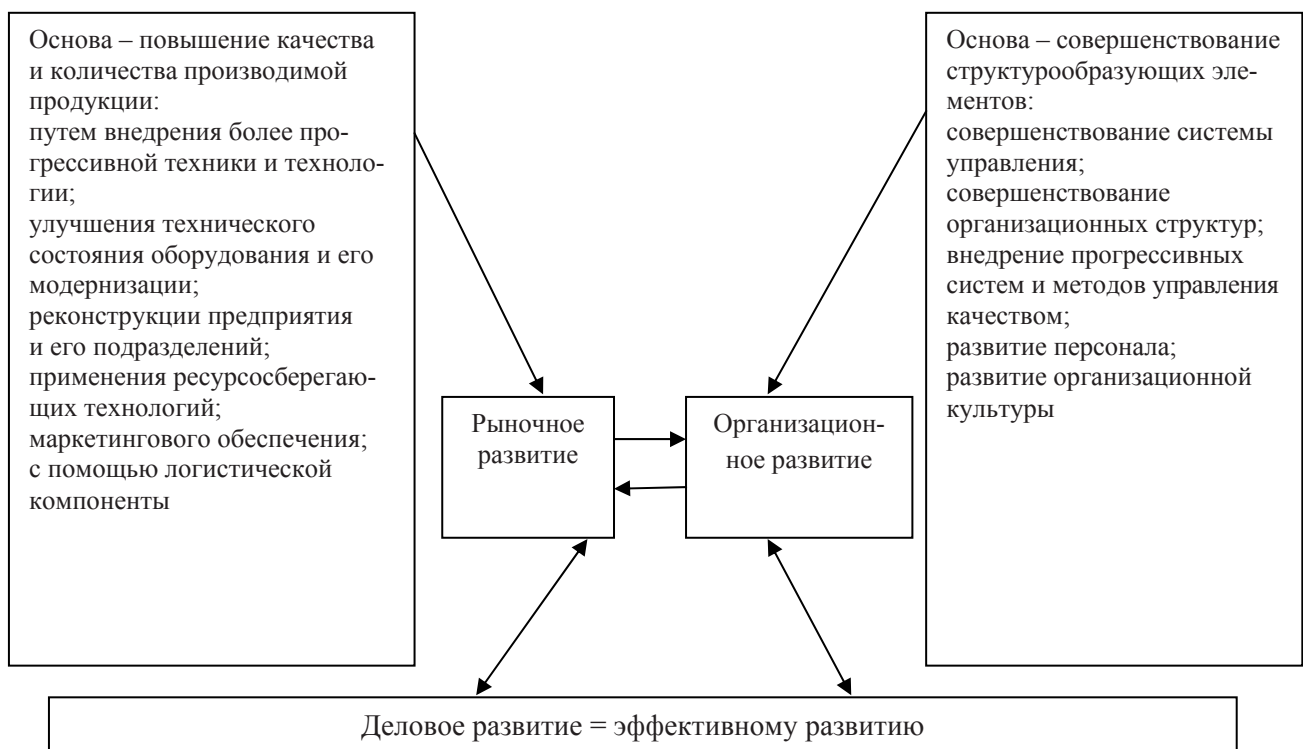 Основа – повышение качества
и количества производимой
продукции:
путем внедрения более про-
грессивной техники и техноло-
гии;
улучшения технического
состояния оборудования и его
модернизации;
реконструкции предприятия
и его подразделений;
применения ресурсосберегаю-
щих технологий;
маркетингового обеспечения;
с помощью логистической
компоненты
Основа – совершенствование
структурообразующих эле-
ментов:
совершенствование системы
управления;
совершенствование
организационных структур;
внедрение прогрессивных
систем и методов управления
качеством;
развитие персонала;
развитие организационной
культуры
Рыночное
развитие
Организацион-
ное развитие
Деловое развитие = эффективному развитию